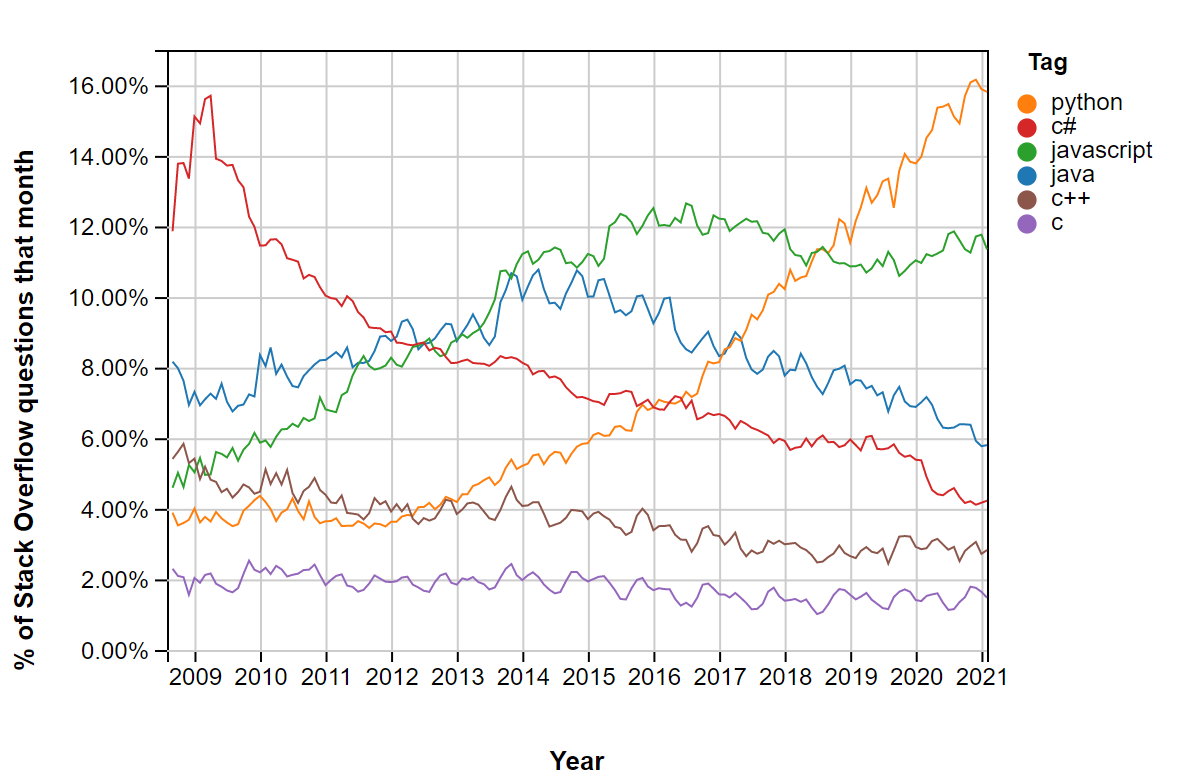 % of Stack Overflow questions that month
16.00%
14.00%
12.00%
10.00%
8.00%
6.00%
4.00%
2.00%
0.00%
2009 2010 2011 2012 2013 2014 2015 2016 2017 2018 2019 2020 2021
Year
Tag
python
c#
javascript
java
c++
c